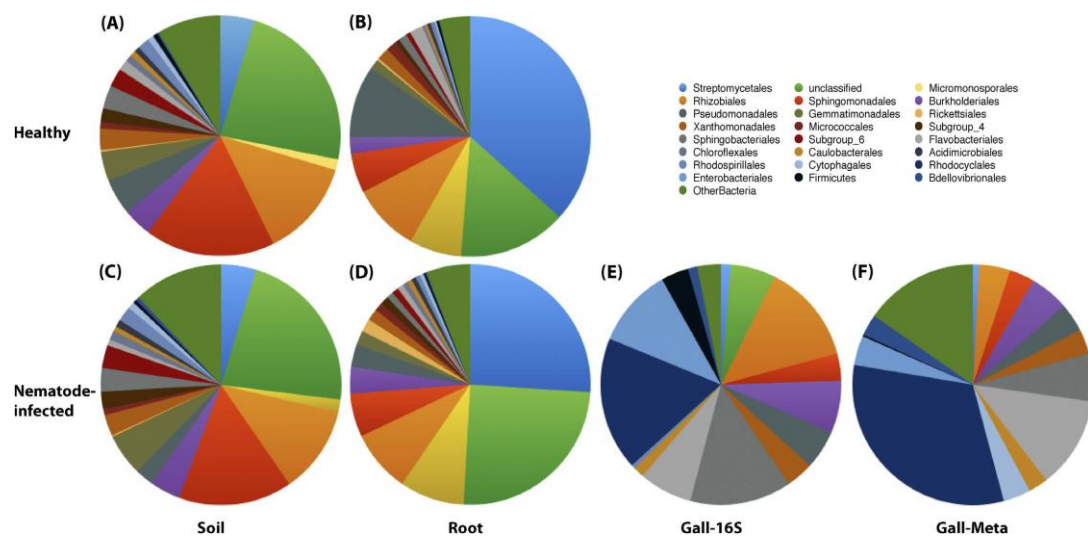 (A)
(B)
Healthy
Streptomycetales unclassified Micromonosporales
Rhizobiales Sphingomonadales Burkholderiales
Pseudomonadales Gemmatimonadales Rickettsiales
Xanthomonadales Micrococcales Subgroup_4
Sphingobacteriales Subgroup_6 Flavobacteriales
Chloroflexales Caulobacterales Acidimicrobiales
Rhodospirillales Cytophagales Rhodocyclales
Enterobacteriales Firmicutes Bdellovibrionales
OtherBacteria
(C)
(D)
(E)
(F)
Nematode-
infected
Soil
Root
Gall-16S
Gall-Meta